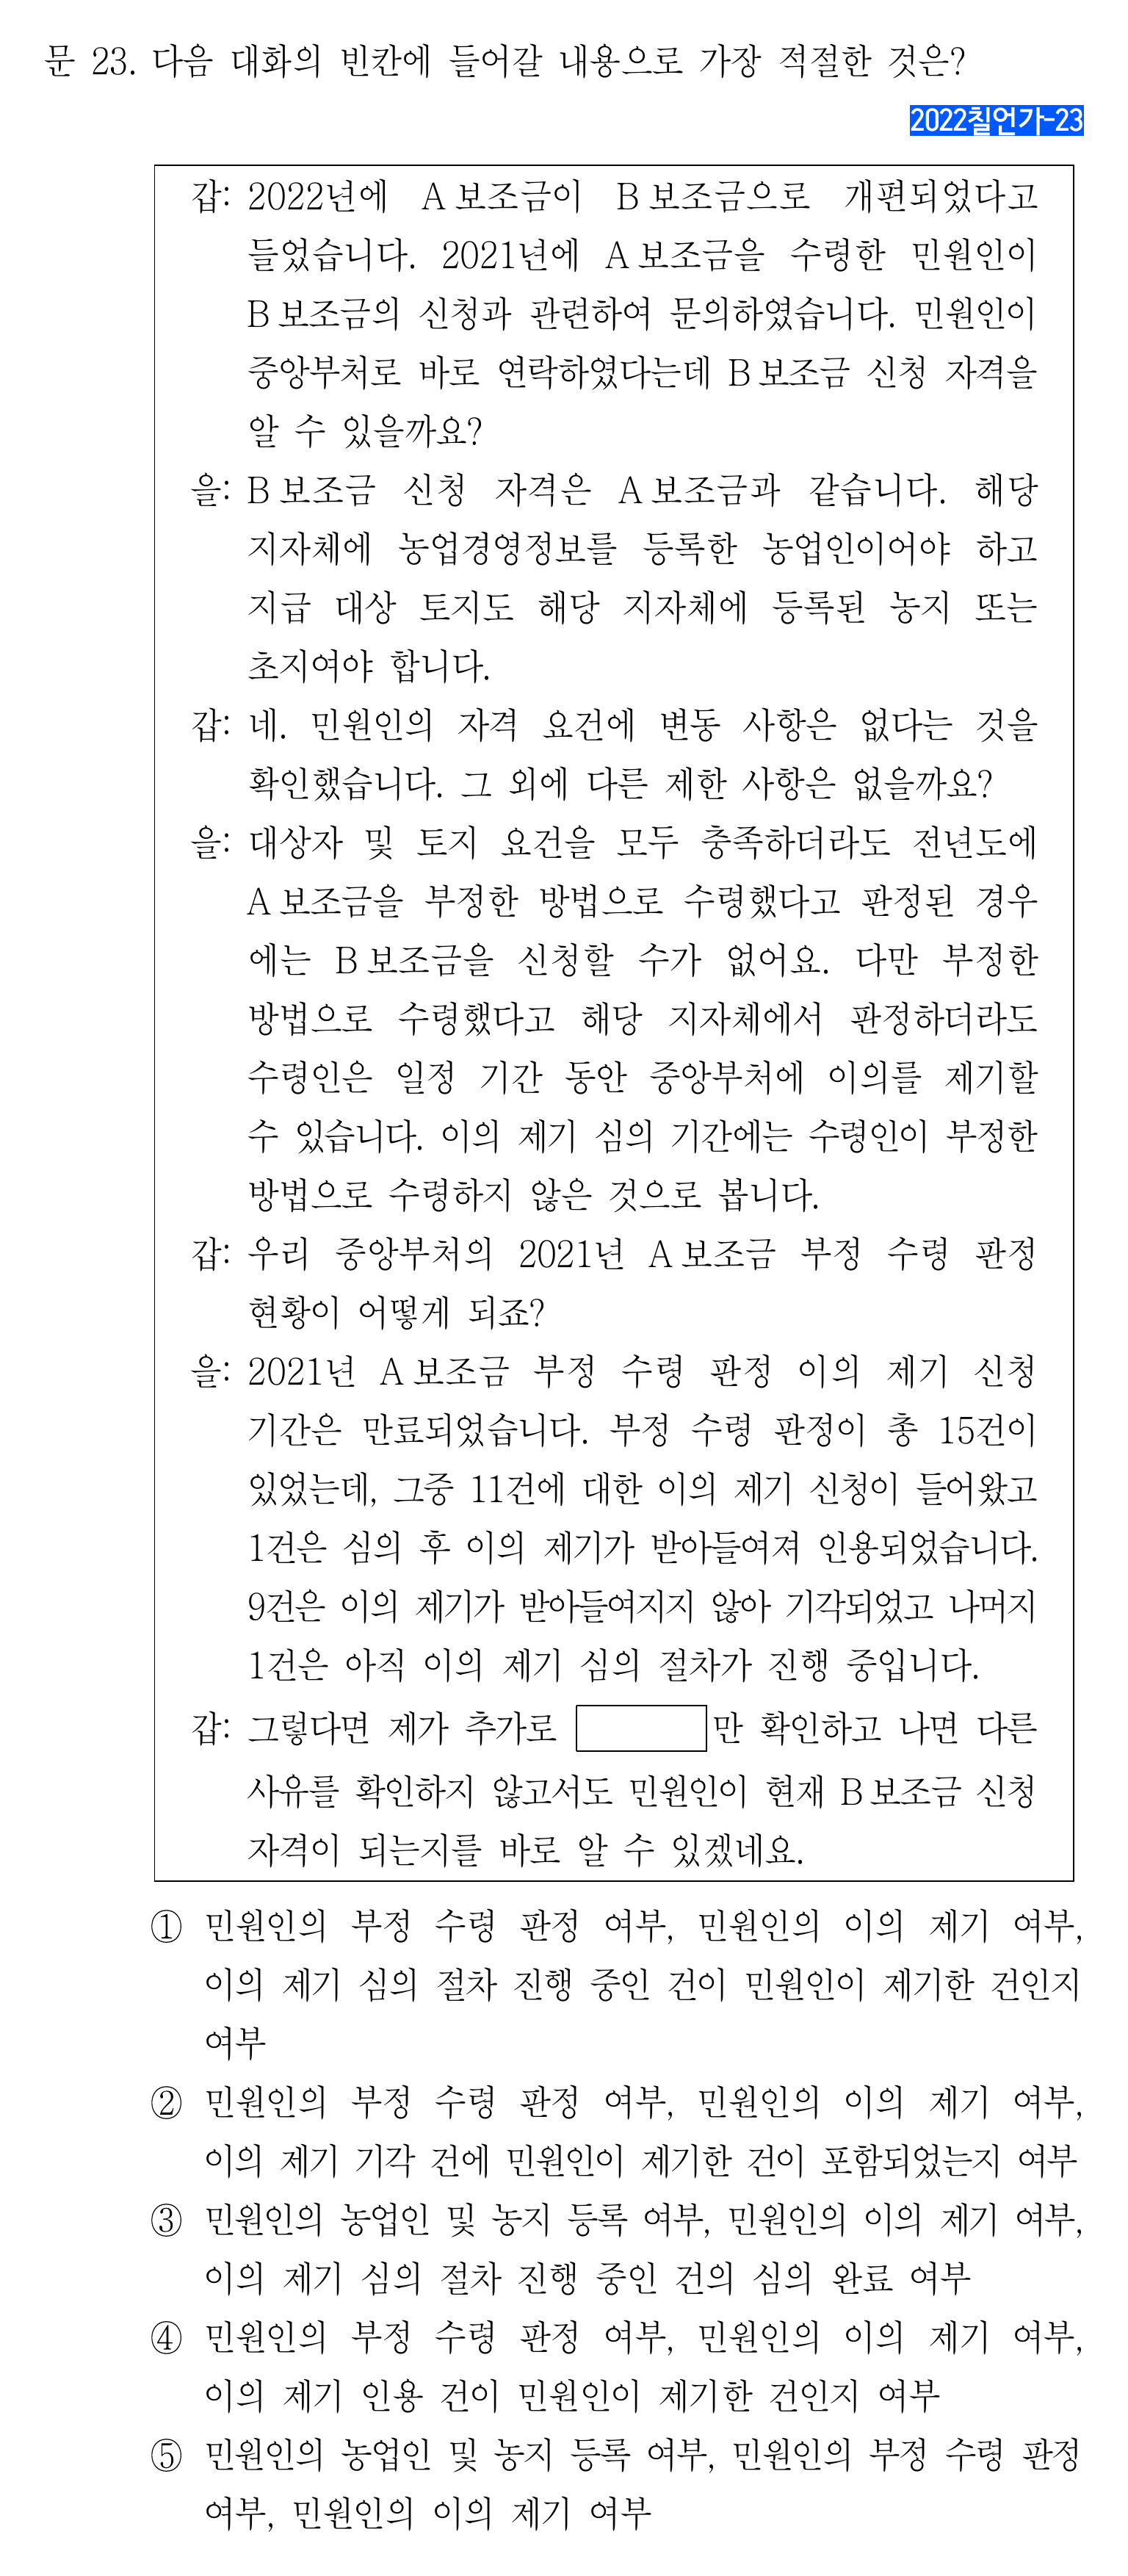 문 23. 다음 대화의 빈칸에 들어갈 내용으로 가장 적절한 것은?
2022칠언가-23
갑: 2022년에 A 보조금이 B 보조금으로 개편되었다고
들었습니다. 2021년에 A 보조금을 수령한 민원인이
B 보조금의 신청과 관련하여 문의하였습니다. 민원인이
중앙부처로 바로 연락하였다는데 B 보조금 신청 자격을
알 수 있을까요?
을: B 보조금 신청 자격은 A 보조금과 같습니다. 해당
지자체에 농업경영정보를 등록한 농업인이어야 하고
지급 대상 토지도 해당 지자체에 등록된 농지 또는
초지여야 합니다.
갑: 네. 민원인의 자격 요건에 변동 사항은 없다는 것을
확인했습니다. 그 외에 다른 제한 사항은 없을까요?
을: 대상자 및 토지 요건을 모두 충족하더라도 전년도에
A 보조금을 부정한 방법으로 수령했다고 판정된 경우
에는 B 보조금을 신청할 수가 없어요. 다만 부정한
방법으로 수령했다고 해당 지자체에서 판정하더라도
수령인은 일정 기간 동안 중앙부처에 이의를 제기할
수 있습니다. 이의 제기 심의 기간에는 수령인이 부정한
방법으로 수령하지 않은 것으로 봅니다.
갑: 우리 중앙부처의 2021년 A 보조금 부정 수령 판정
현황이 어떻게 되죠?
을: 2021년 A 보조금 부정 수령 판정 이의 제기 신청
기간은 만료되었습니다. 부정 수령 판정이 총 15건이
있었는데, 그중 11건에 대한 이의 제기 신청이 들어왔고
1건은 심의 후 이의 제기가 받아들여져 인용되었습니다.
9건은 이의 제기가 받아들여지지 않아 기각되었고 나머지
1건은 아직 이의 제기 심의 절차가 진행 중입니다.
갑: 그렇다면 제가 추가로 만 확인하고 나면 다른
사유를 확인하지 않고서도 민원인이 현재 B 보조금 신청
자격이 되는지를 바로 알 수 있겠네요.
① 민원인의 부정 수령 판정 여부, 민원인의 이의 제기 여부,
이의 제기 심의 절차 진행 중인 건이 민원인이 제기한 건인지
여부
② 민원인의 부정 수령 판정 여부, 민원인의 이의 제기 여부,
이의 제기 기각 건에 민원인이 제기한 건이 포함되었는지 여부
③ 민원인의 농업인 및 농지 등록 여부, 민원인의 이의 제기 여부,
이의 제기 심의 절차 진행 중인 건의 심의 완료 여부
④ 민원인의 부정 수령 판정 여부, 민원인의 이의 제기 여부,
이의 제기 인용 건이 민원인이 제기한 건인지 여부
⑤ 민원인의 농업인 및 농지 등록 여부, 민원인의 부정 수령 판정
여부, 민원인의 이의 제기 여부